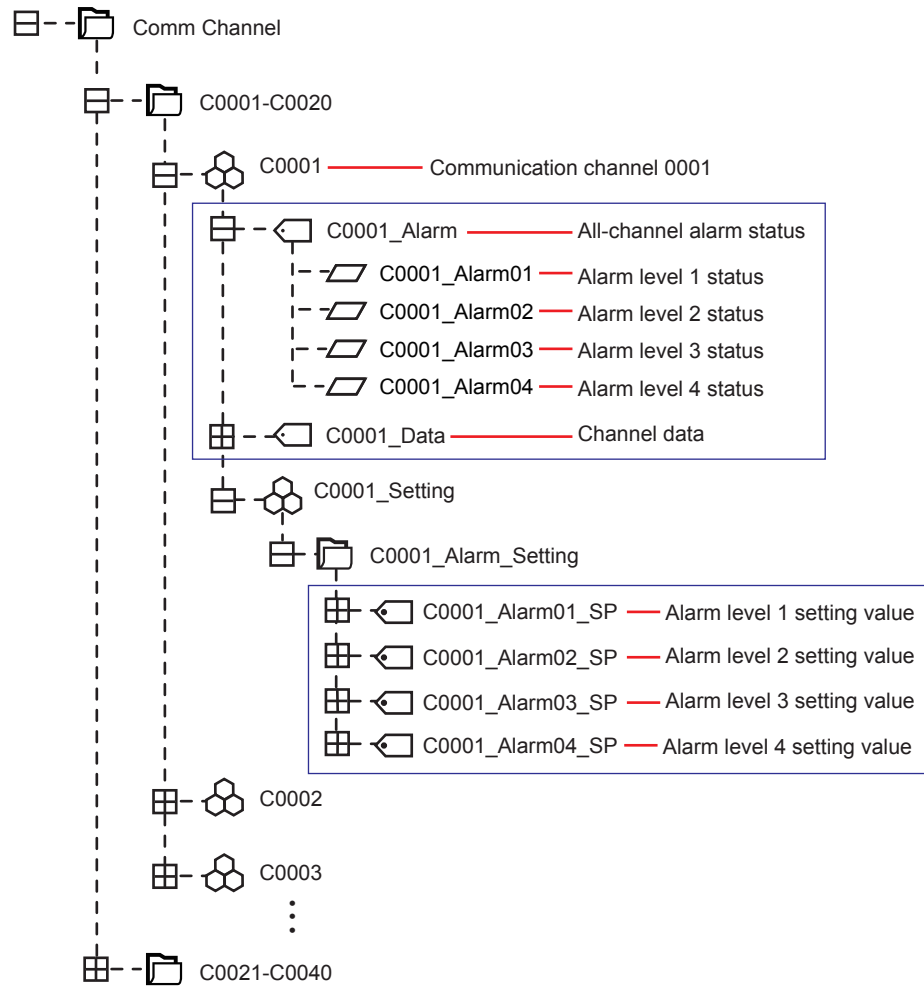 Comm Channel
C0001-C0020
C0001 Communication channel 0001
C0001_Alarm All-channel alarm status
C0001_Alarm01 Alarm level 1 status
C0001_Alarm02 Alarm level 2 status
C0001_Alarm03 Alarm level 3 status
C0001_Alarm04 Alarm level 4 status
C0001_Data Channel data
C0001_Setting
C0001_Alarm_Setting
C0001_Alarm01_SP Alarm level 1 setting value
C0001_Alarm02_SP Alarm level 2 setting value
C0001_Alarm03_SP Alarm level 3 setting value
C0001_Alarm04_SP Alarm level 4 setting value
C0002
C0003
C0021-C0040